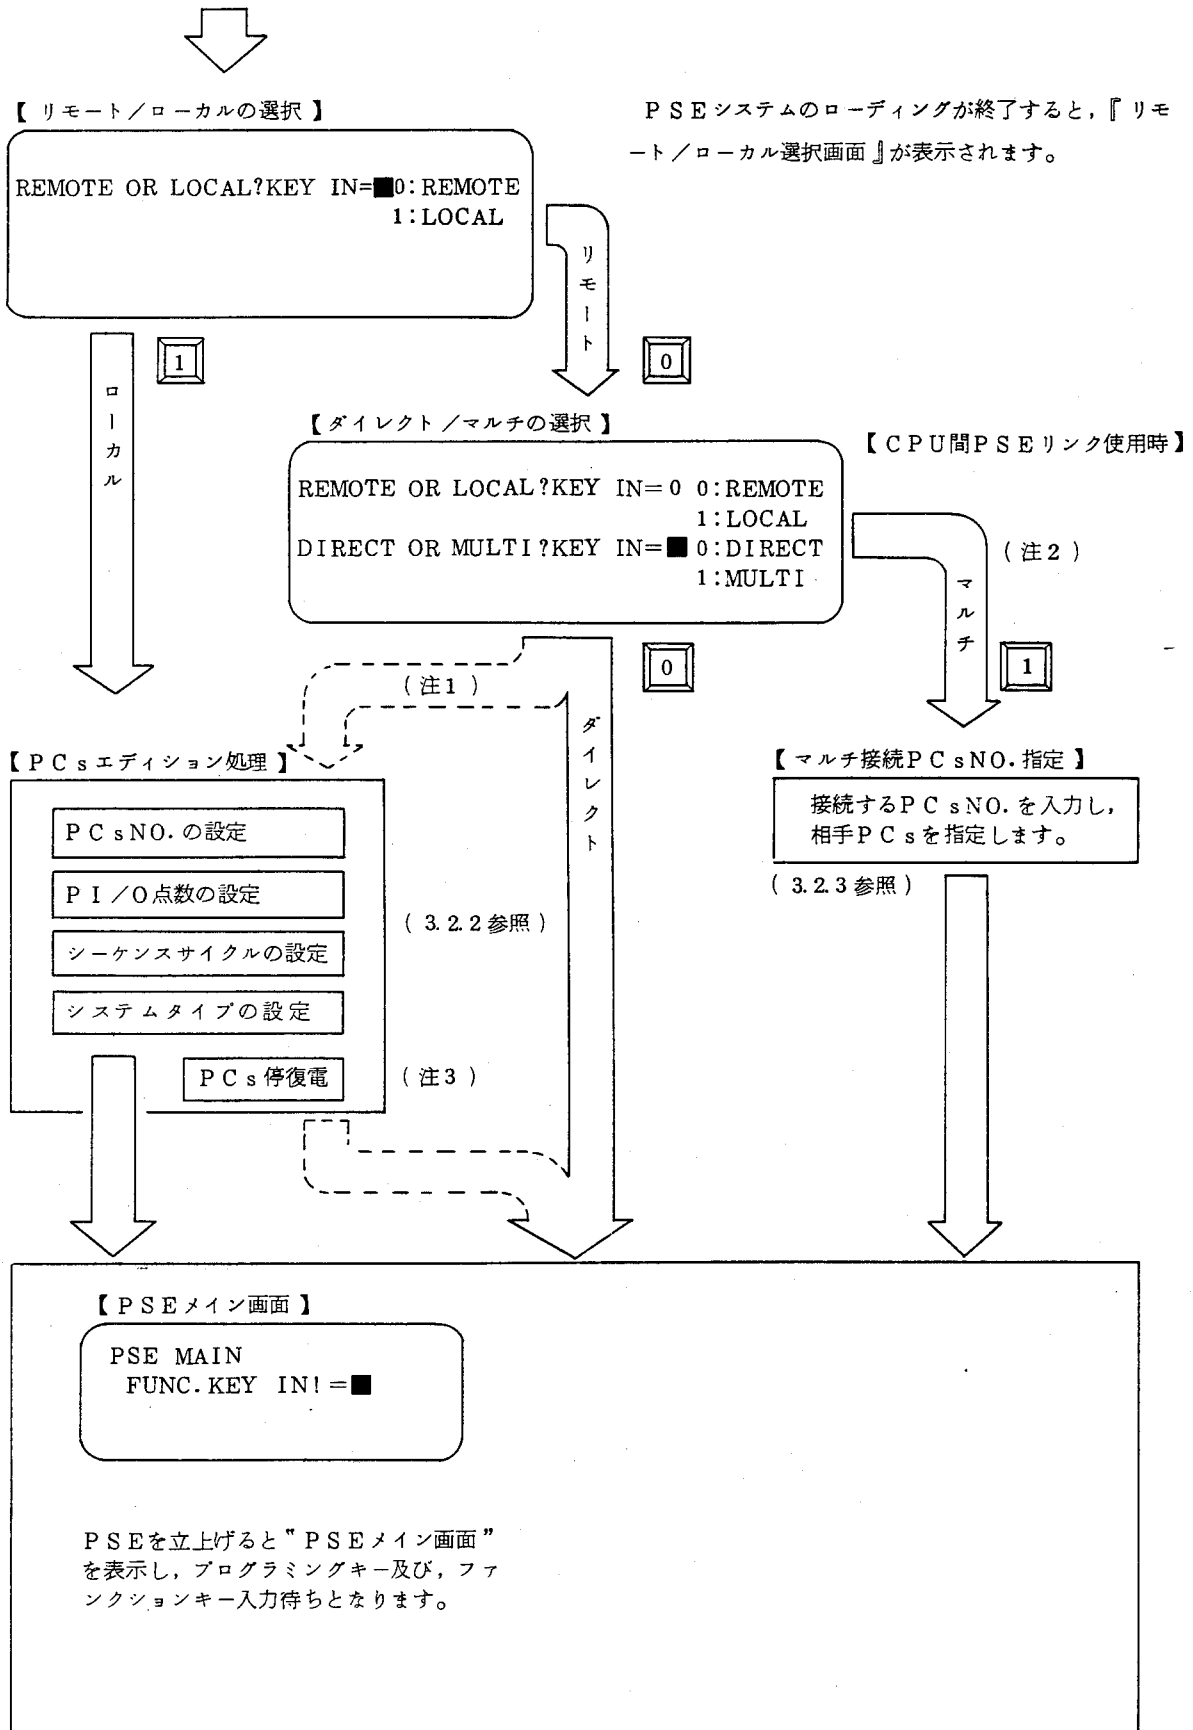 【 リモート／ローカルの選択 】
PSEシステムのローディングが終了すると，『 リモ
ート／ローカル選択画面 』が表示されます。
REMOTE OR LOCAL?KEY IN=■0:REMOTE
1:LOCAL
リモート
1
0
ローカル
【ダイレクト／マルチの選択 】
【CPU間PSEリンク使用時】
REMOTE OR LOCAL?KEY IN=0 0:REMOTE
1:LOCAL
DIRECT OR MULTI?KEY IN=■ 0:DIRECT
1:MULTI
（注2）
マルチ
0
1
（注1）
ダイレクト
【PCsエディション処理 】
【 マルチ接続PCsNO.指定 】
PCsNO.の設定
PI／O点数の設定
シーケンスサイクルの設定
システムタイプの設定
PCs停復電
（3.2.2参照）
（注3）
接続するPCsNO.を入力し，
相手PCsを指定します。
（3.2.3参照）
【PSEメイン画面 】
PSE MAIN
FUNC.KEY IN!=■
PSEを立上げると〝PSEメイン画面〟
を表示し，プログラミングキー及び，ファ
ンクションキー入力待ちとなります。